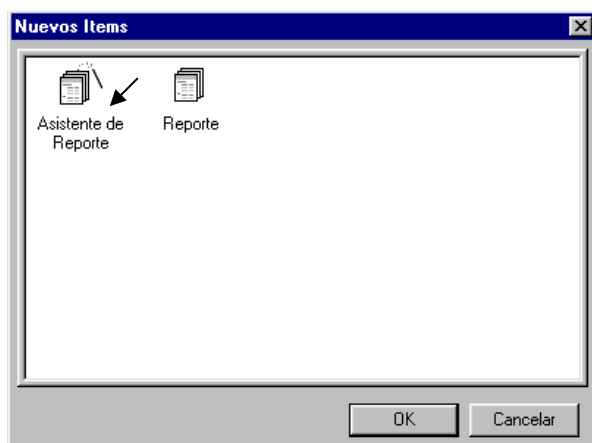 Nuevos Items
Asistente de
Reporte
Reporte
OK
Cancelar